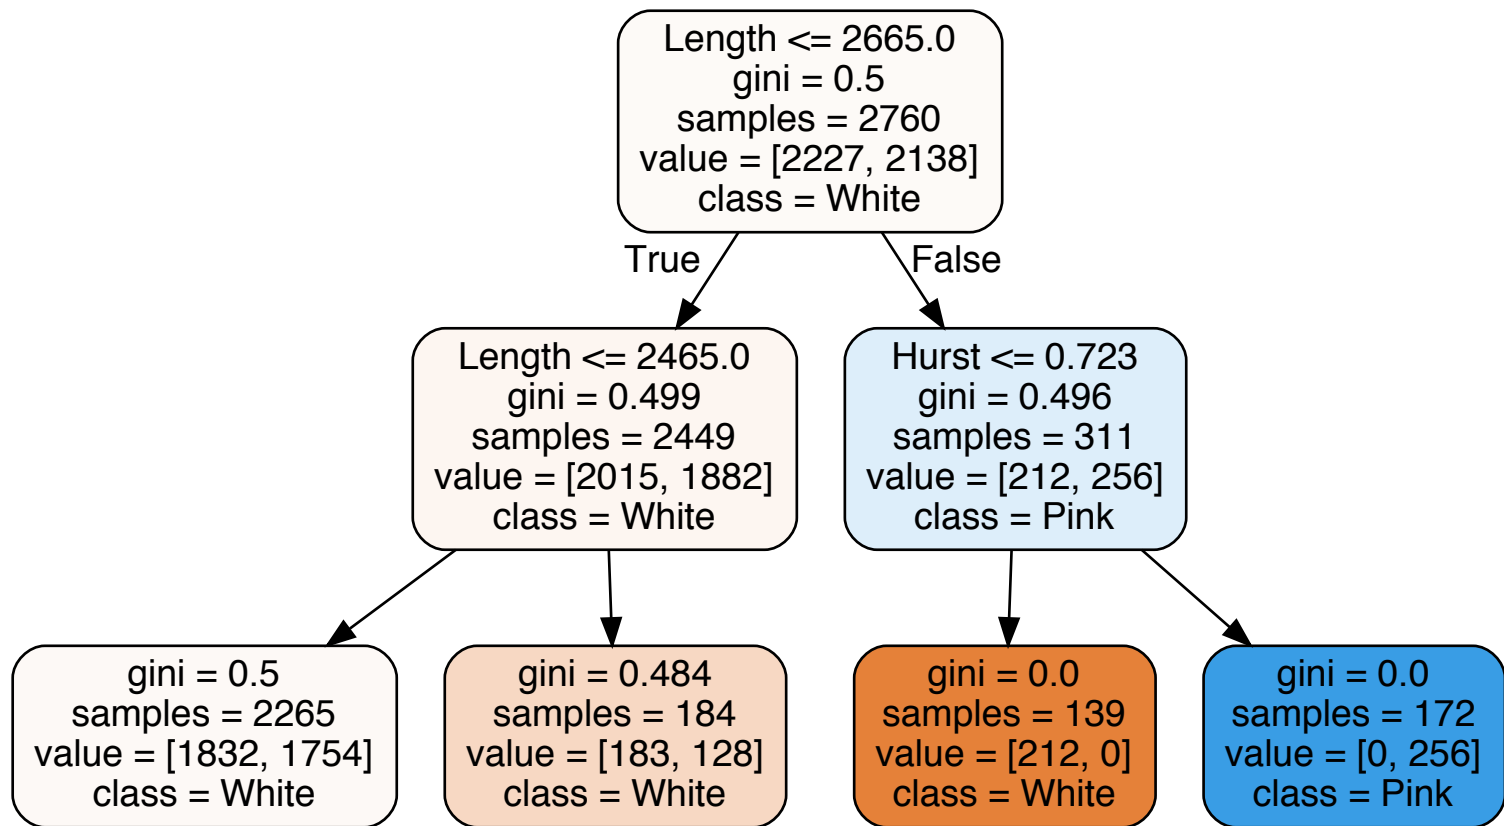 Length <= 2665.0
gini = 0.5
samples = 2760
value = [2227, 2138]
class = White
True
False
Length <= 2465.0
gini = 0.499
samples = 2449
value = [2015, 1882]
class = White
Hurst <= 0.723
gini = 0.496
samples = 311
value = [212, 256]
class = Pink
gini = 0.5
samples = 2265
value = [1832, 1754]
class = White
gini = 0.484
samples = 184
value = [183, 128]
class = White
gini = 0.0
samples = 139
value = [212, 0]
class = White
gini = 0.0
samples = 172
value = [0, 256]
class = Pink